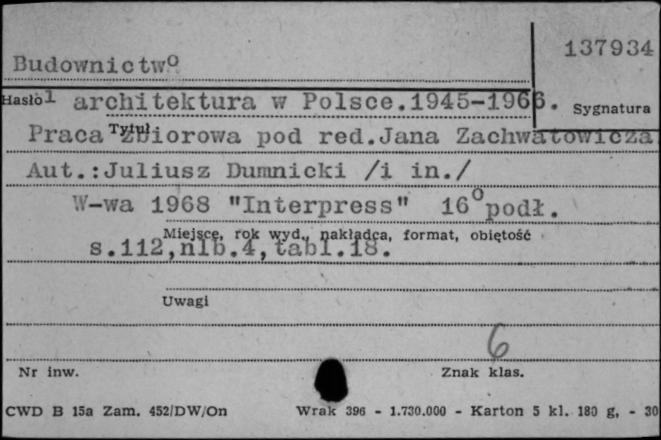 137934
Budownictwo
Hasło i architektura w Polsce.1945-1966. Sygnatura
Praca zbiorowa pod red.Jana Zachwatowicza
Tytuł
Aut.:Juliusz Dumnicki /i in./
W-wa 1968 "Interpress" 16o podł.
Miejsce, rok wyd., nakładca, format, objętość
s.112,nlb.4,tabl.18.
Uwagi
6
Nr inw. Znak klas.
CWD B 15a Zam. 452/DW/On Wrak 396 - 1.730.000 - Karton 5 kl. 180 g, - 30